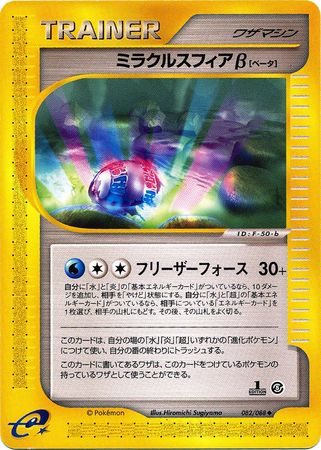 TRAINER
ワザマシン
ミラクルスフィアβ[ベータ]
ID:F-50-b
フリーザーフォース 30+
自分に「水」と「炎」の「基本エネルギーカード」がついているなら、10ダメージを追加し、相手を「やけど」状態にする。自分に「水」と「超」の「基本エネルギーカード」がついているなら、相手についている「エネルギーカード」を1枚選び、相手の山札にもどす。その後、その山札をよく切る。
このカードは、自分の場の「水」「炎」「超」いずれかの「進化ポケモン」につけて使い、自分の番の終わりにトラッシュする。
このカードに書いてあるワザは、このカードをつけているポケモンの持っているワザとして使うことができる。
1
EDITION
© Pokémon
Illus.Hiromichi Sugiyama
082/088
e